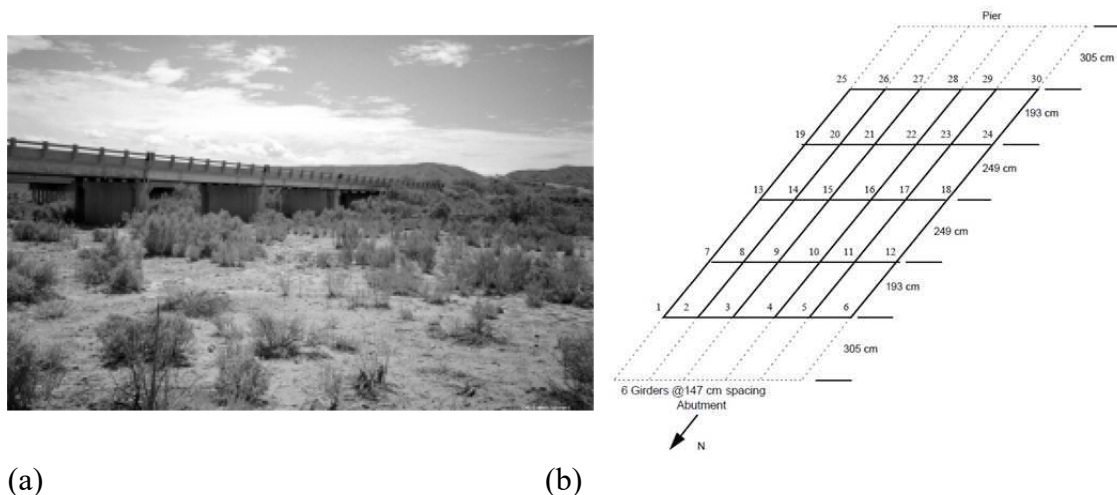 Pier
305 cm
25 26 27 28 29 30
193 cm
19 20 21 22 23 24
249 cm
13 14 15 16 17 18
249 cm
7 8 9 10 11 12
193 cm
1 2 3 4 5 6
305 cm
6 Girders @147 cm spacing
Abutment
N
(a) (b)